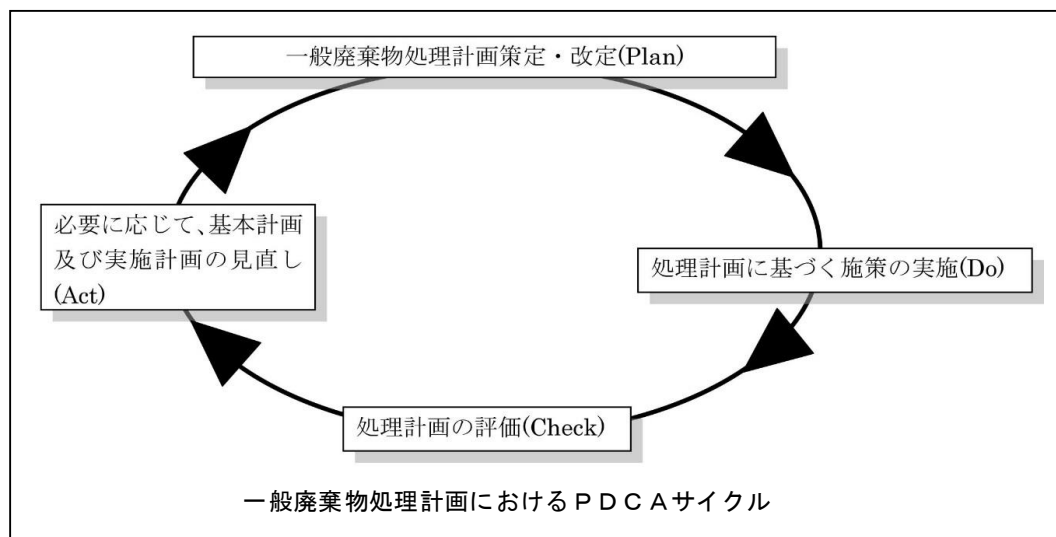 一般廃棄物処理計画策定・改定(Plan)
必要に応じて、基本計画
及び実施計画の見直し
(Act)
処理計画に基づく施策の実施(Do)
処理計画の評価(Check)
一般廃棄物処理計画におけるＰＤＣＡサイクル